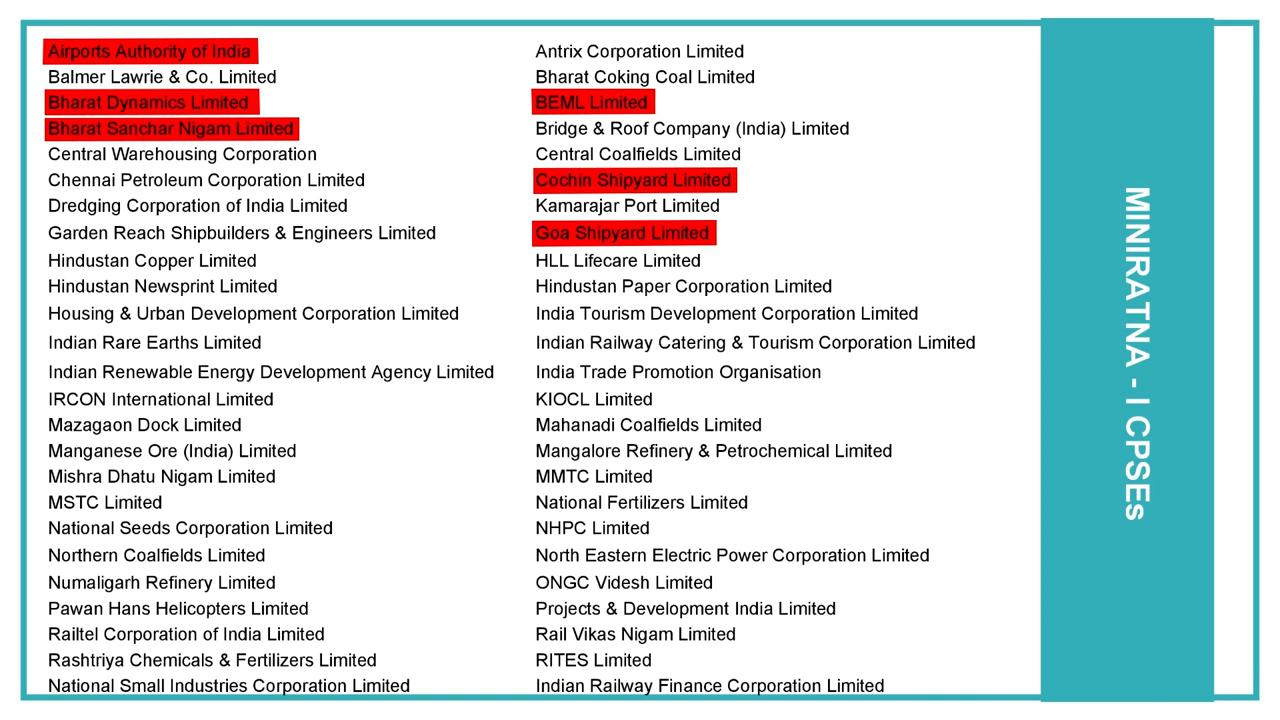 Airports Authority of India
Antrix Corporation Limited
Balmer Lawrie & Co. Limited
Bharat Coking Coal Limited
Bharat Dynamics Limited
BEML Limited
Bharat Sanchar Nigam Limited
Bridge & Roof Company (India) Limited
Central Warehousing Corporation
Central Coalfields Limited
Chennai Petroleum Corporation Limited
Cochin Shipyard Limited
Dredging Corporation of India Limited
Kamarajar Port Limited
Garden Reach Shipbuilders & Engineers Limited
Goa Shipyard Limited
Hindustan Copper Limited
HLL Lifecare Limited
Hindustan Newsprint Limited
Hindustan Paper Corporation Limited
Housing & Urban Development Corporation Limited
India Tourism Development Corporation Limited
Indian Rare Earths Limited
Indian Railway Catering & Tourism Corporation Limited
Indian Renewable Energy Development Agency Limited
India Trade Promotion Organisation
IRCON International Limited
KIOCL Limited
Mazagaon Dock Limited
Mahanadi Coalfields Limited
Manganese Ore (India) Limited
Mangalore Refinery & Petrochemical Limited
Mishra Dhatu Nigam Limited
MMTC Limited
MSTC Limited
National Fertilizers Limited
National Seeds Corporation Limited
NHPC Limited
Northern Coalfields Limited
North Eastern Electric Power Corporation Limited
Numaligarh Refinery Limited
ONGC Videsh Limited
Pawan Hans Helicopters Limited
Projects & Development India Limited
Railtel Corporation of India Limited
Rail Vikas Nigam Limited
Rashtriya Chemicals & Fertilizers Limited
RITES Limited
National Small Industries Corporation Limited
Indian Railway Finance Corporation Limited
MINIRATNA - I CPSEs